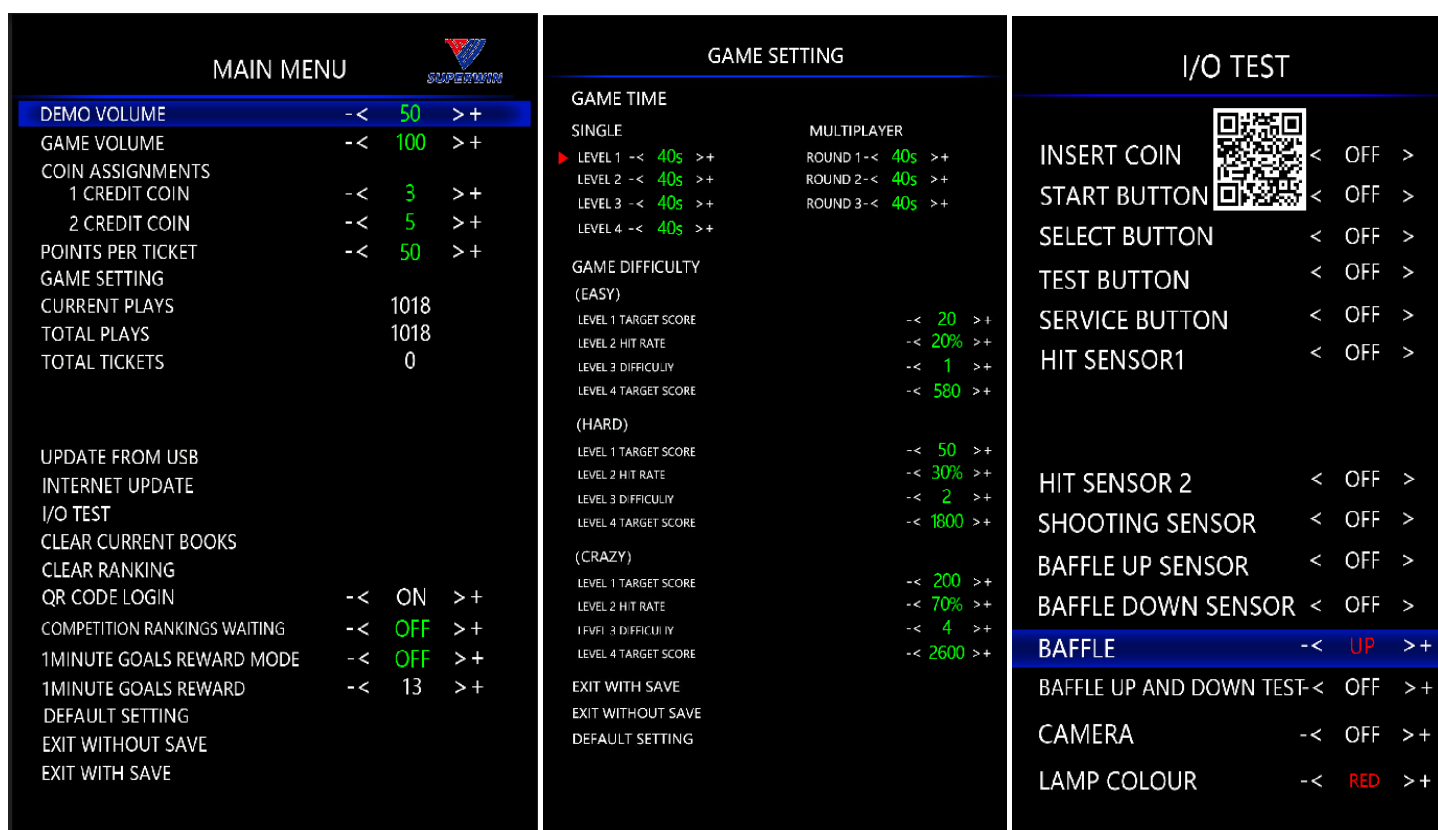 MAIN MENU
SUPERWIN
DEMO VOLUME -< 50 >+
GAME VOLUME -< 100 >+
COIN ASSIGNMENTS
1 CREDIT COIN -< 3 >+
2 CREDIT COIN -< 5 >+
POINTS PER TICKET -< 50 >+
GAME SETTING
CURRENT PLAYS 1018
TOTAL PLAYS 1018
TOTAL TICKETS 0
UPDATE FROM USB
INTERNET UPDATE
I/O TEST
CLEAR CURRENT BOOKS
CLEAR RANKING
QR CODE LOGIN -< ON >+
COMPETITION RANKINGS WAITING -< OFF >+
1MINUTE GOALS REWARD MODE -< OFF >+
1MINUTE GOALS REWARD -< 13 >+
DEFAULT SETTING
EXIT WITHOUT SAVE
EXIT WITH SAVE
GAME SETTING
GAME TIME
SINGLE MULTIPLAYER
LEVEL 1 -< 40s >+ ROUND 1 -< 40s >+
LEVEL 2 -< 40s >+ ROUND 2 -< 40s >+
LEVEL 3 -< 40s >+ ROUND 3 -< 40s >+
LEVEL 4 -< 40s >+
GAME DIFFICULTY
(EASY)
LEVEL 1 TARGET SCORE -< 20 >+
LEVEL 2 HIT RATE -< 20% >+
LEVEL 3 DIFFICULIY -< 1 >+
LEVEL 4 TARGET SCORE -< 580 >+
(HARD)
LEVEL 1 TARGET SCORE -< 50 >+
LEVEL 2 HIT RATE -< 30% >+
LEVEL 3 DIFFICULIY -< 2 >+
LEVEL 4 TARGET SCORE -< 1800 >+
(CRAZY)
LEVEL 1 TARGET SCORE -< 200 >+
LEVEL 2 HIT RATE -< 70% >+
LEVEL 3 DIFFICULIY -< 4 >+
LEVEL 4 TARGET SCORE -< 2600 >+
EXIT WITH SAVE
EXIT WITHOUT SAVE
DEFAULT SETTING
I/O TEST
INSERT COIN < OFF >
START BUTTON < OFF >
SELECT BUTTON < OFF >
TEST BUTTON < OFF >
SERVICE BUTTON < OFF >
HIT SENSOR1 < OFF >
HIT SENSOR 2 < OFF >
SHOOTING SENSOR < OFF >
BAFFLE UP SENSOR < OFF >
BAFFLE DOWN SENSOR < OFF >
BAFFLE -< UP >+
BAFFLE UP AND DOWN TEST -< OFF >+
CAMERA -< OFF >+
LAMP COLOUR -< RED >+